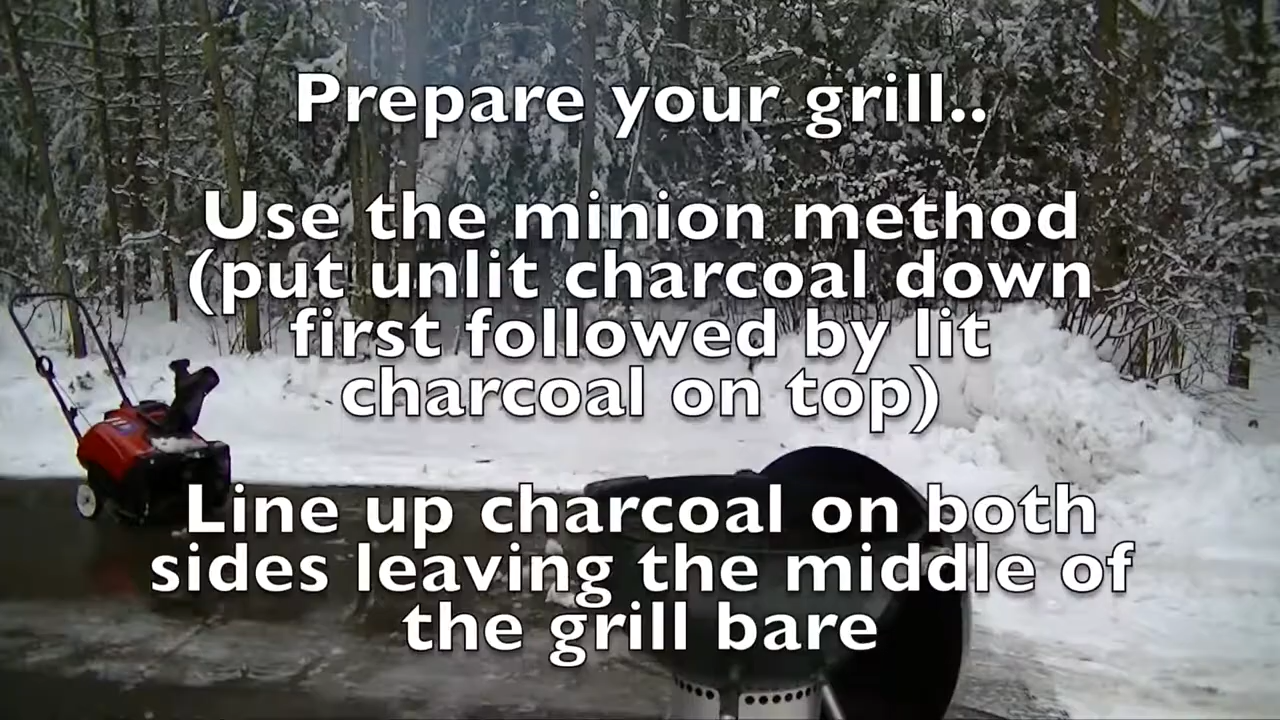 Prepare your grill..
Use the minion method
(put unlit charcoal down
first followed by lit
charcoal on top)
Line up charcoal on both
sides leaving the middle of
the grill bare